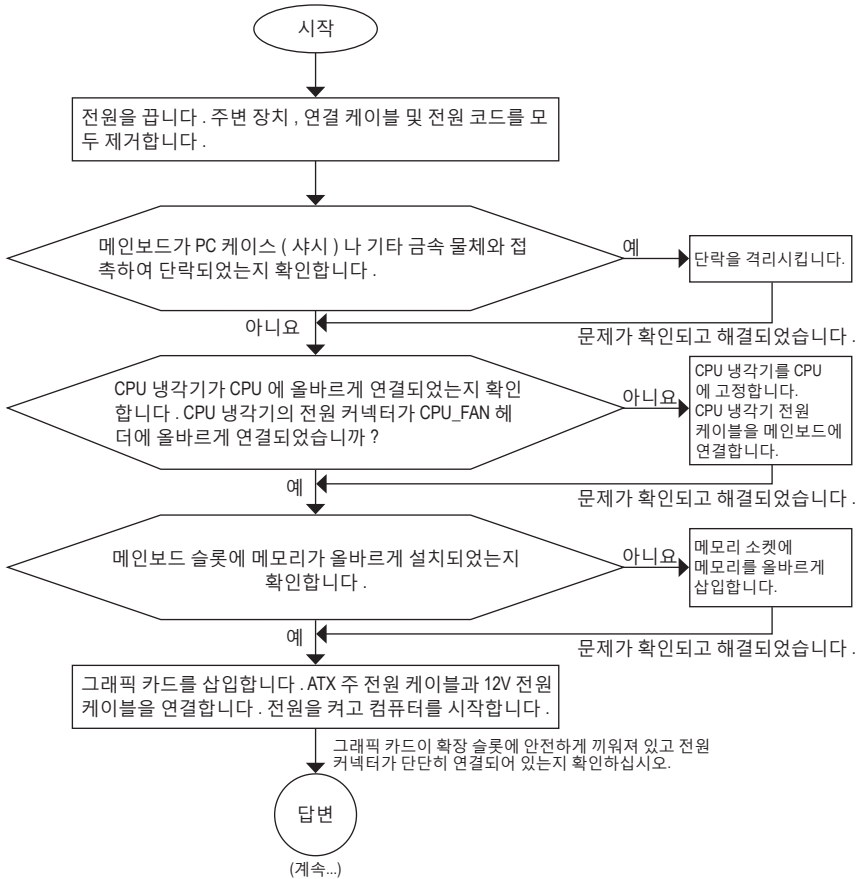 시작
전원을 끕니다 . 주변 장치 , 연결 케이블 및 전원 코드를 모
두 제거합니다 .
메인보드가 PC 케이스 ( 샤시 ) 나 기타 금속 물체와 접
촉하여 단락되었는지 확인합니다 .
예
단락을 격리시킵니다.
아니요
문제가 확인되고 해결되었습니다 .
CPU 냉각기가 CPU 에 올바르게 연결되었는지 확인
합니다 . CPU 냉각기의 전원 커넥터가 CPU_FAN 헤
더에 올바르게 연결되었습니까 ?
아니요
CPU 냉각기를 CPU
에 고정합니다.
CPU 냉각기 전원
케이블을 메인보드에
연결합니다.
예
문제가 확인되고 해결되었습니다 .
메인보드 슬롯에 메모리가 올바르게 설치되었는지
확인합니다 .
아니요
메모리 소켓에
메모리를 올바르게
삽입합니다.
예
문제가 확인되고 해결되었습니다 .
그래픽 카드를 삽입합니다 . ATX 주 전원 케이블과 12V 전원
케이블을 연결합니다 . 전원을 켜고 컴퓨터를 시작합니다 .
그래픽 카드이 확장 슬롯에 안전하게 끼워져 있고 전원
커넥터가 단단히 연결되어 있는지 확인하십시오.
답변
(계속...)